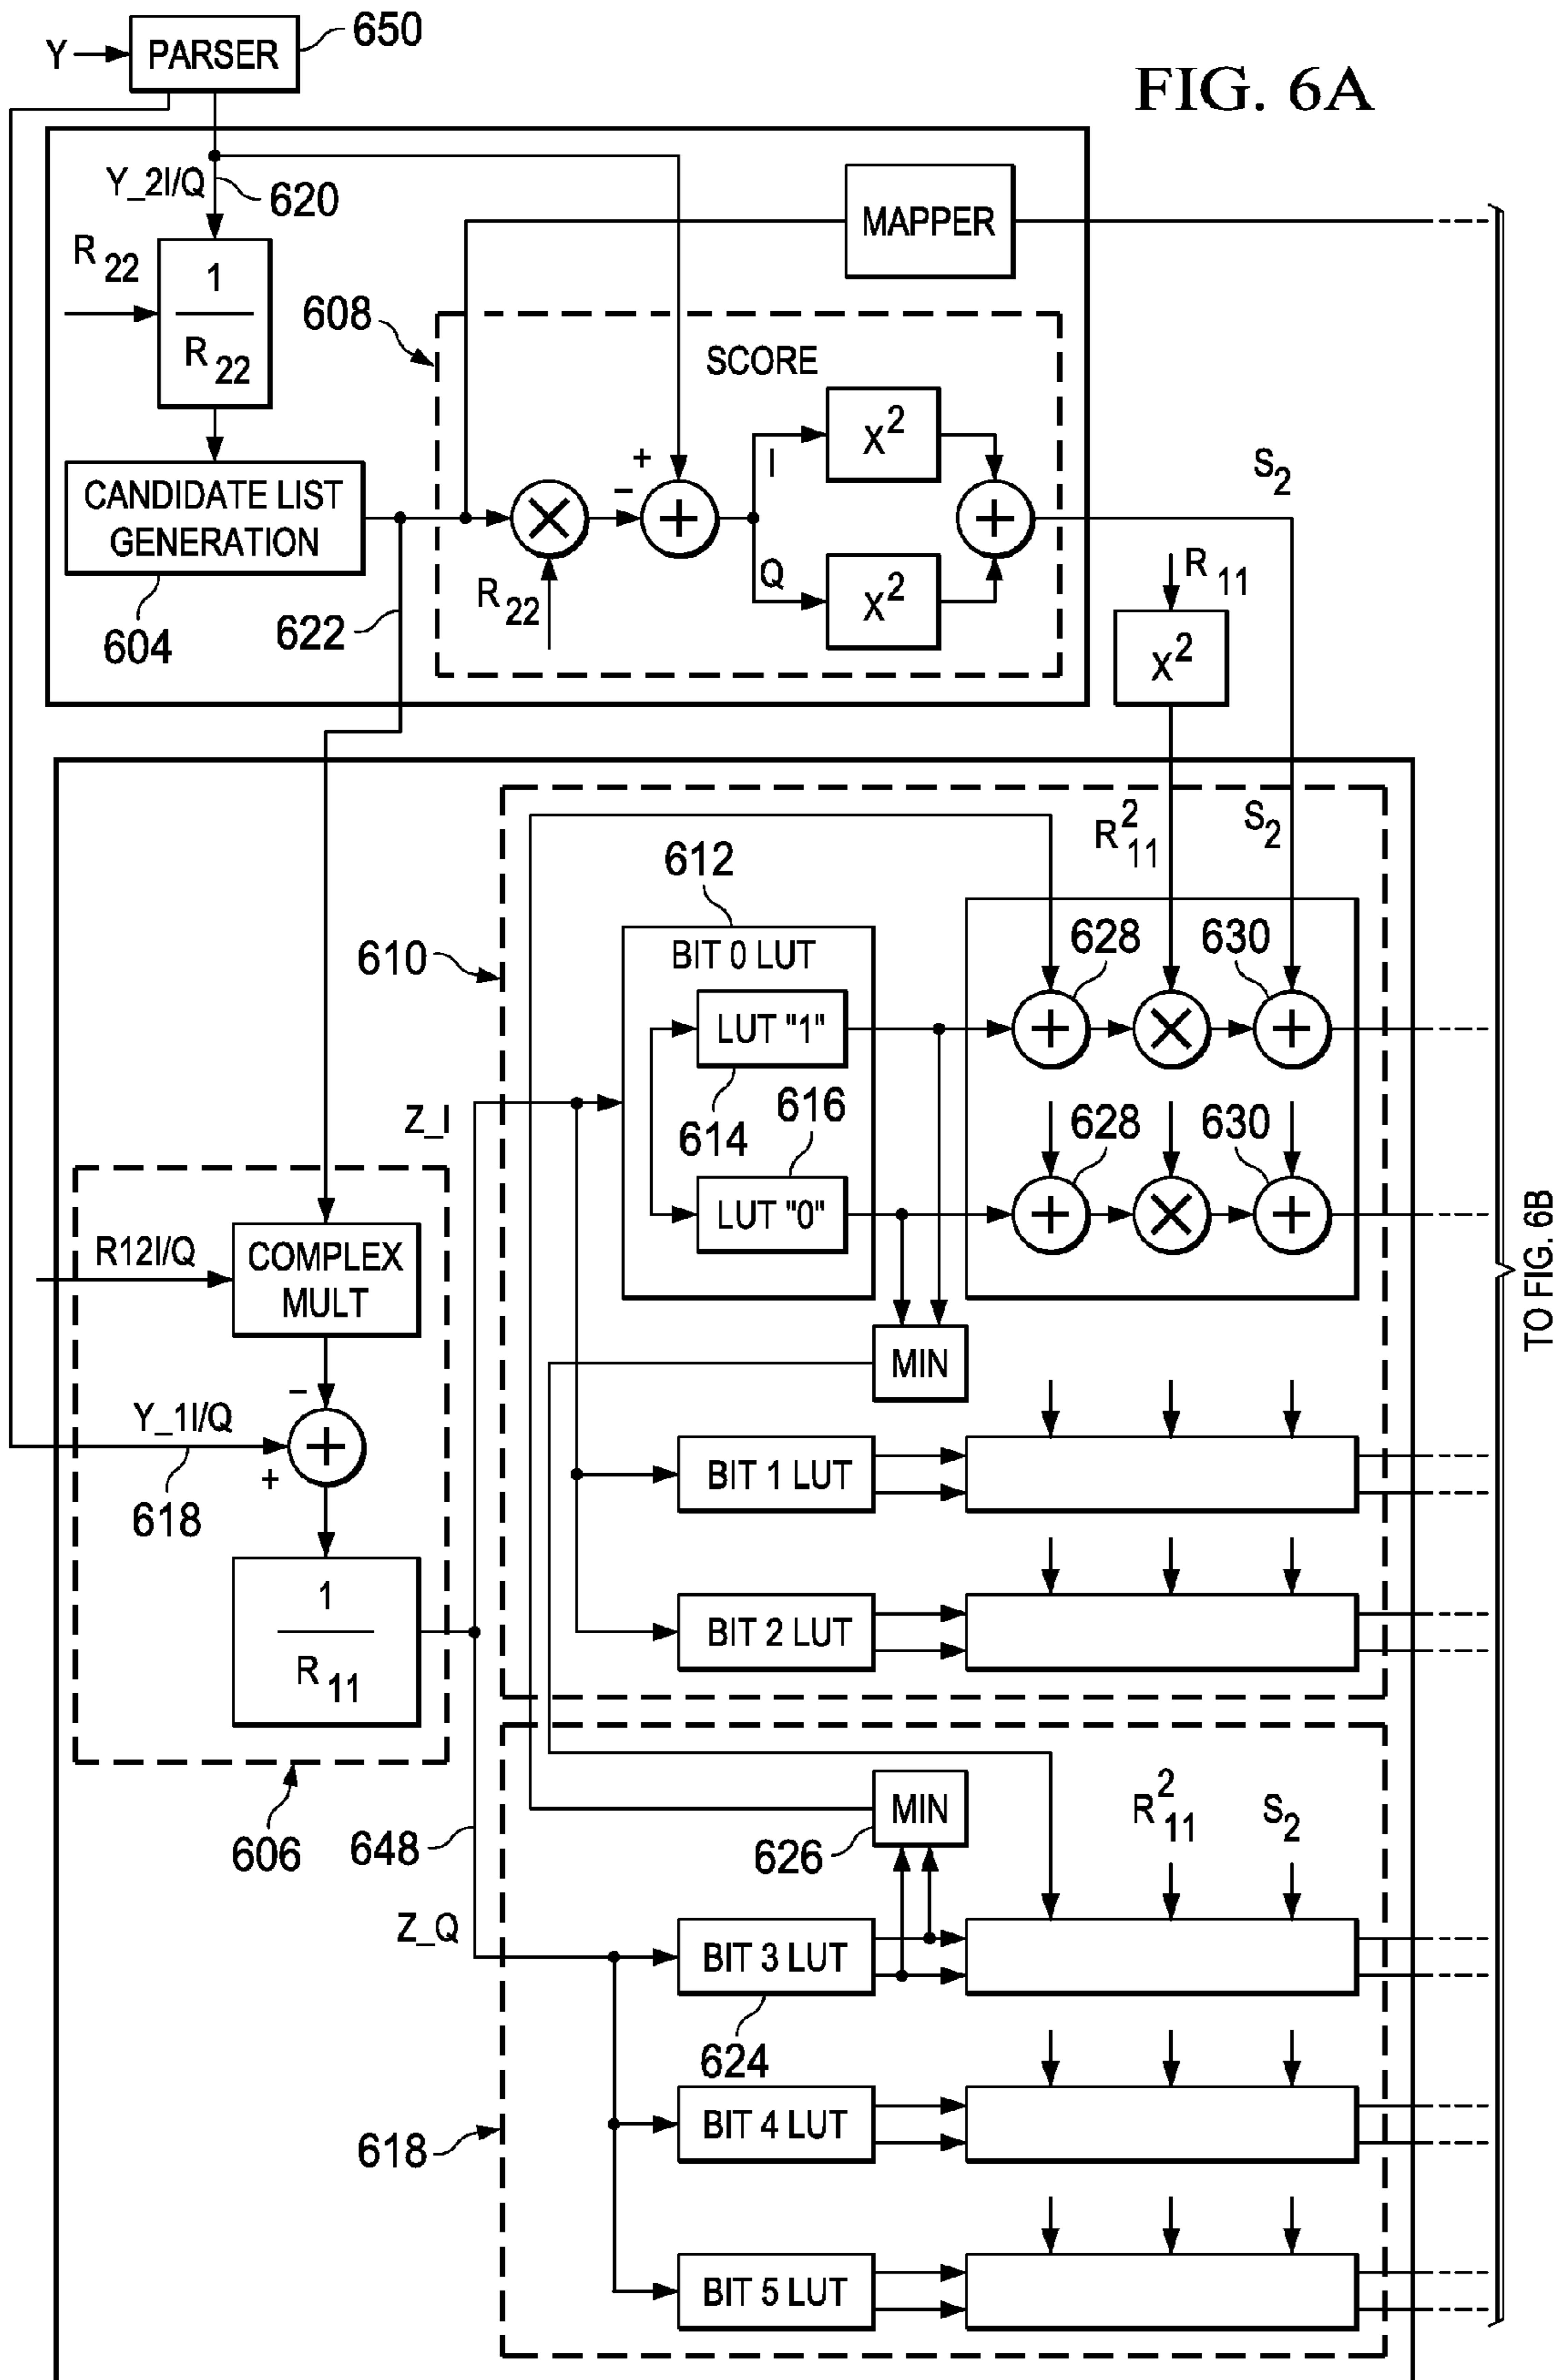 FIG. 6A
Y
PARSER
650
Y_2I/Q
620
MAPPER
R22
1
R22
608
SCORE
X2
I
+
−
+
+
S2
CANDIDATE LIST
GENERATION
Q
R22
X2
R11
604
622
X2
R211
S2
612
610
BIT 0 LUT
628
630
LUT "1"
+
+
Z_I
614
616
628
630
LUT "0"
+
+
R12I/Q
COMPLEX
MULT
TO FIG. 6B
MIN
−
Y_1I/Q
+
+
618
BIT 1 LUT
1
R11
BIT 2 LUT
606
648
MIN
626
R211
S2
Z_Q
BIT 3 LUT
624
618
BIT 4 LUT
BIT 5 LUT